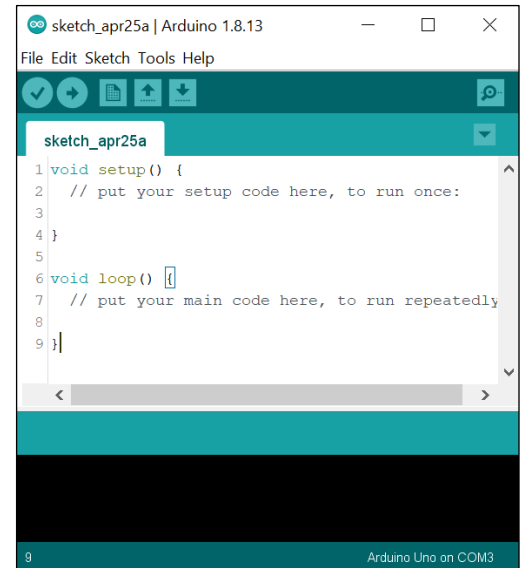 sketch_apr25a | Arduino 1.8.13
File Edit Sketch Tools Help
sketch_apr25a
1 void setup() {
2   // put your setup code here, to run once:
3
4 }
5
6 void loop() {
7   // put your main code here, to run repeatedly
8
9 }
9 Arduino Uno on COM3